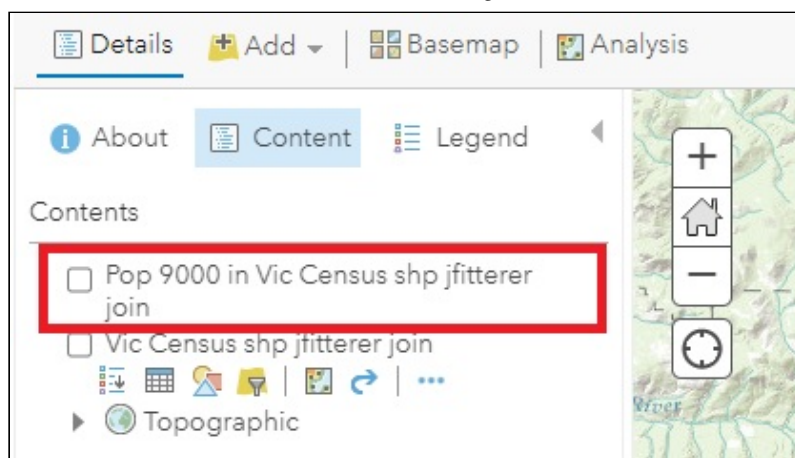 Details Add Basemap Analysis
About Content Legend
Contents
Pop 9000 in Vic Census shp jfitterer
join
Vic Census shp jfitterer join
Topographic
River